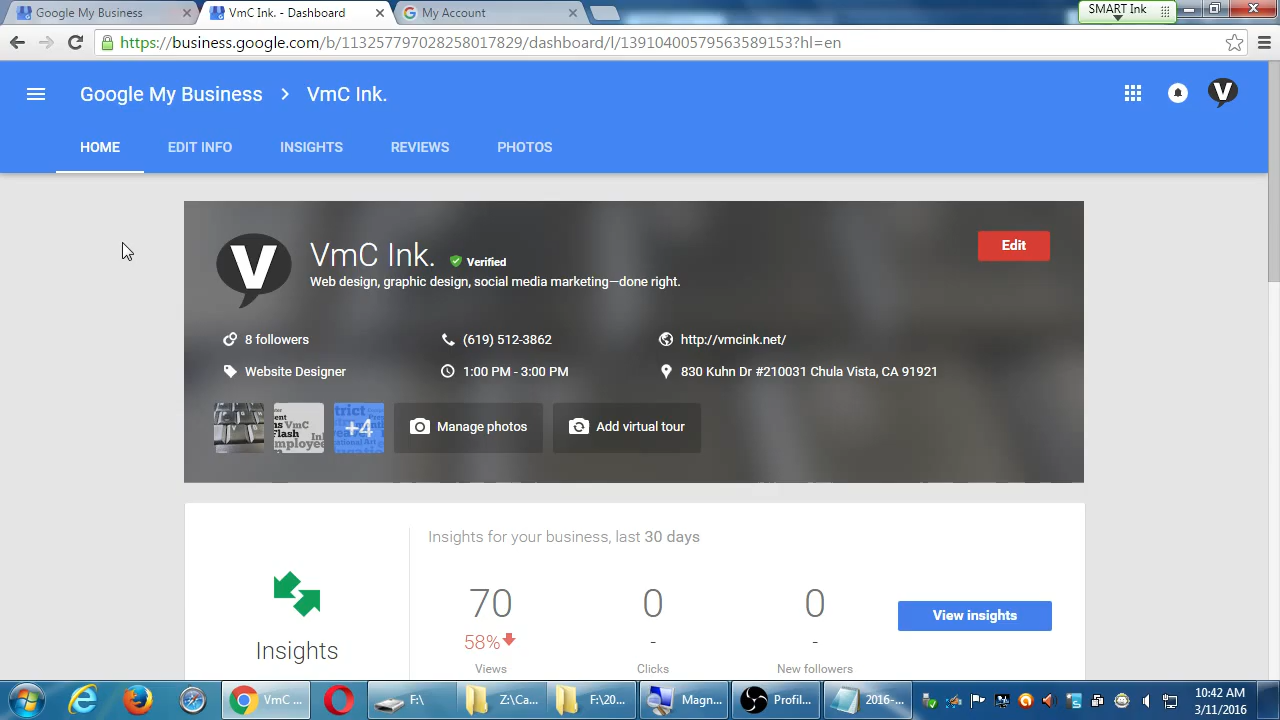 Google My Business
VmC Ink. - Dashboard
My Account
SMART Ink
https://business.google.com/b/113257797028258017829/dashboard/l/13910400579563589153?hl=en
Google My Business > VmC Ink.
V
HOME EDIT INFO INSIGHTS REVIEWS PHOTOS
V
VmC Ink. Verified
Edit
Web design, graphic design, social media marketing—done right.
8 followers (619) 512-3862 http://vmcink.net/
Website Designer 1:00 PM - 3:00 PM 830 Kuhn Dr #210031 Chula Vista, CA 91921
+4 Manage photos Add virtual tour
Insights for your business, last 30 days
70 0 0
View insights
58% - -
Insights
Views Clicks New followers
VmC ... F:\ Z:\Ca... F:\20... Magn... Profil... 2016-...
10:42 AM
3/11/2016